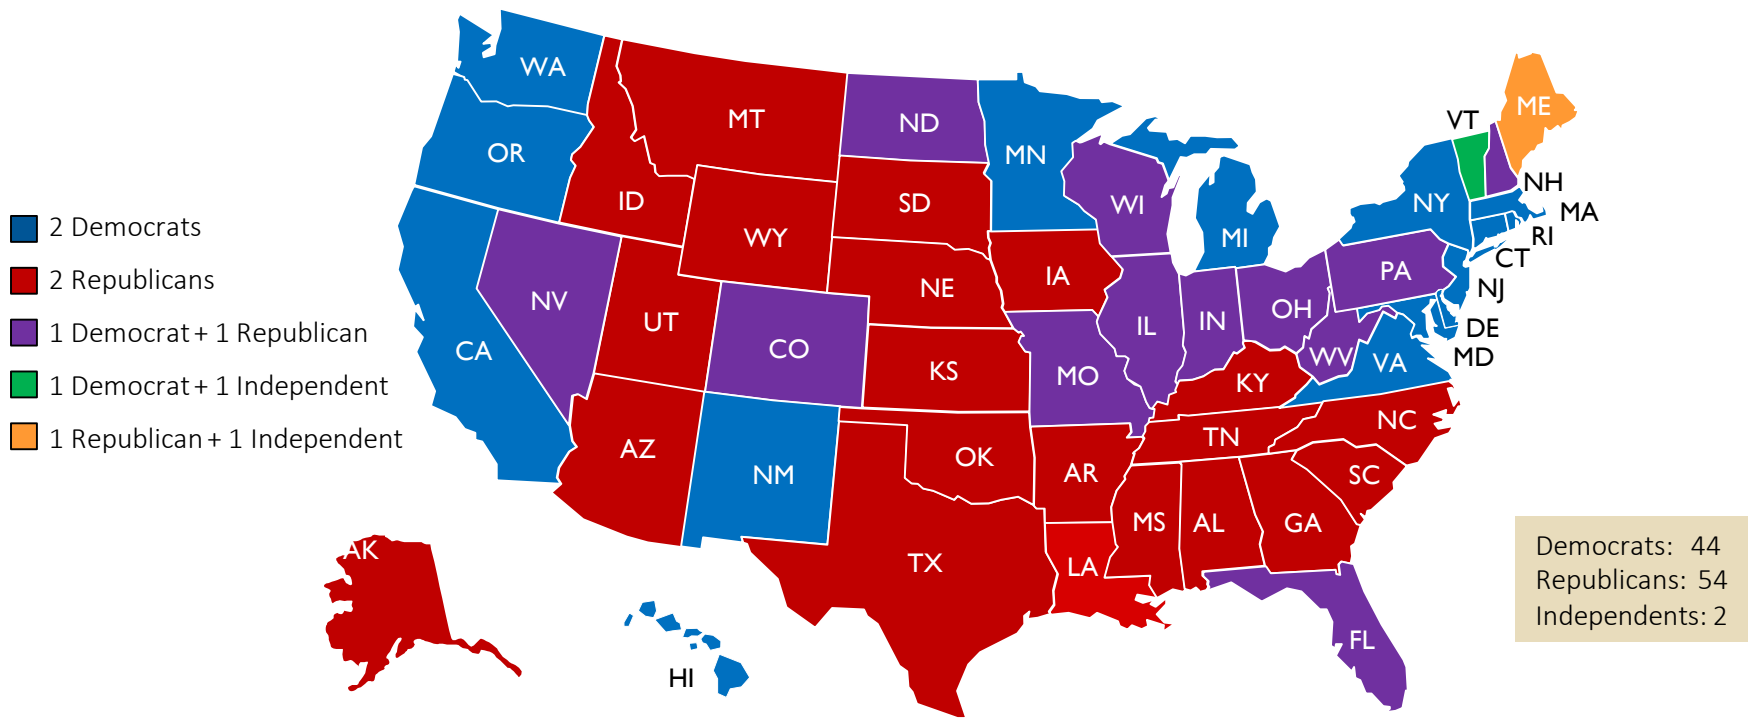 WA
MT
ND
MN
VT
ME
OR
ID
SD
WI
NY
NH
MA
WY
MI
RI
CT
2 Democrats
2 Republicans
1 Democrat + 1 Republican
1 Democrat + 1 Independent
1 Republican + 1 Independent
NV
UT
CO
NE
IA
IL
IN
OH
PA
NJ
CA
KS
MO
KY
WV
VA
DE
MD
AZ
NM
OK
AR
TN
NC
SC
TX
LA
MS
AL
GA
AK
HI
FL
Democrats: 44
Republicans: 54
Independents: 2